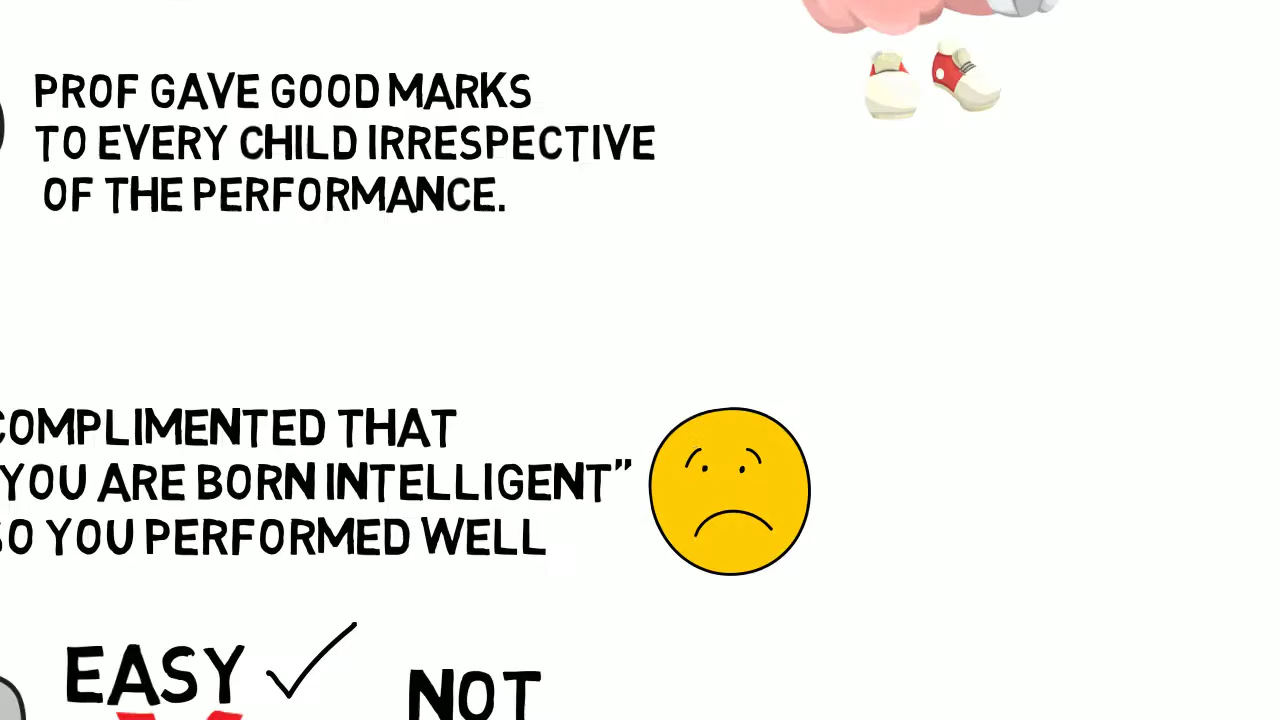 PROF GAVE GOOD MARKS
TO EVERY CHILD IRRESPECTIVE
OF THE PERFORMANCE.
COMPLIMENTED THAT
YOU ARE BORN INTELLIGENT”
SO YOU PERFORMED WELL
EASY
NOT